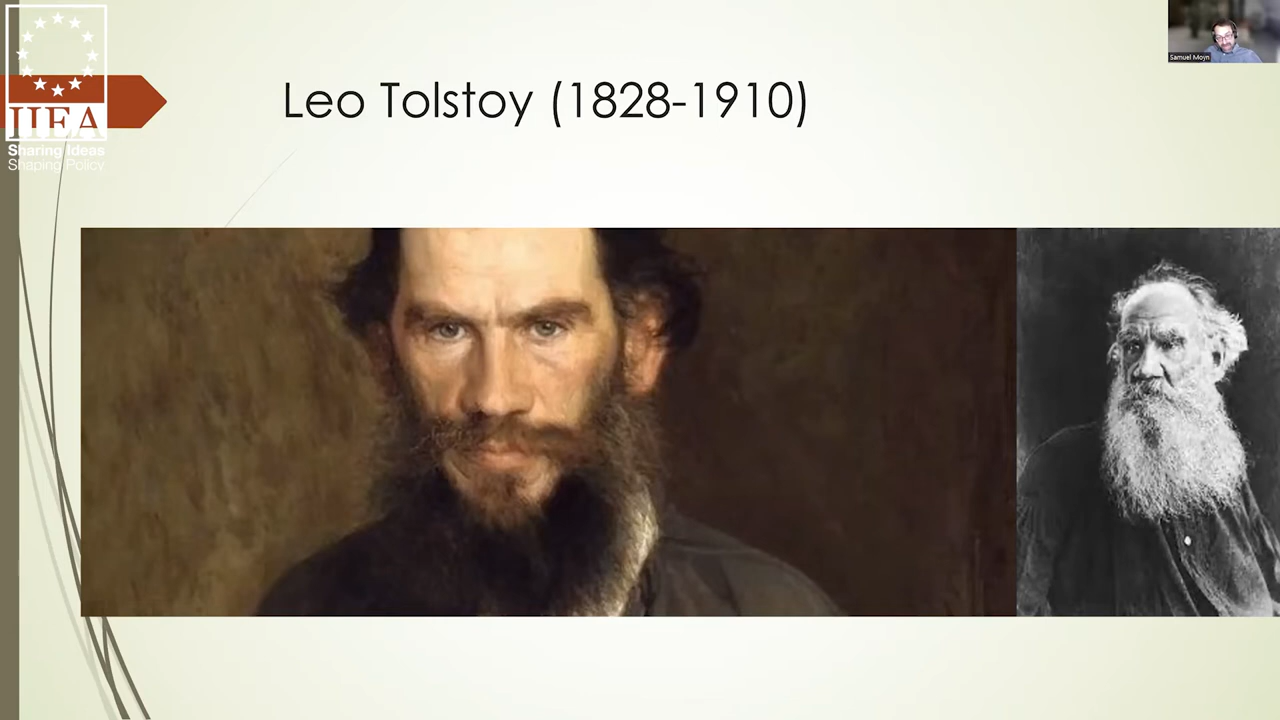 IIEA
Sharing Ideas
Shaping Policy
Leo Tolstoy (1828-1910)
Samuel Moyn